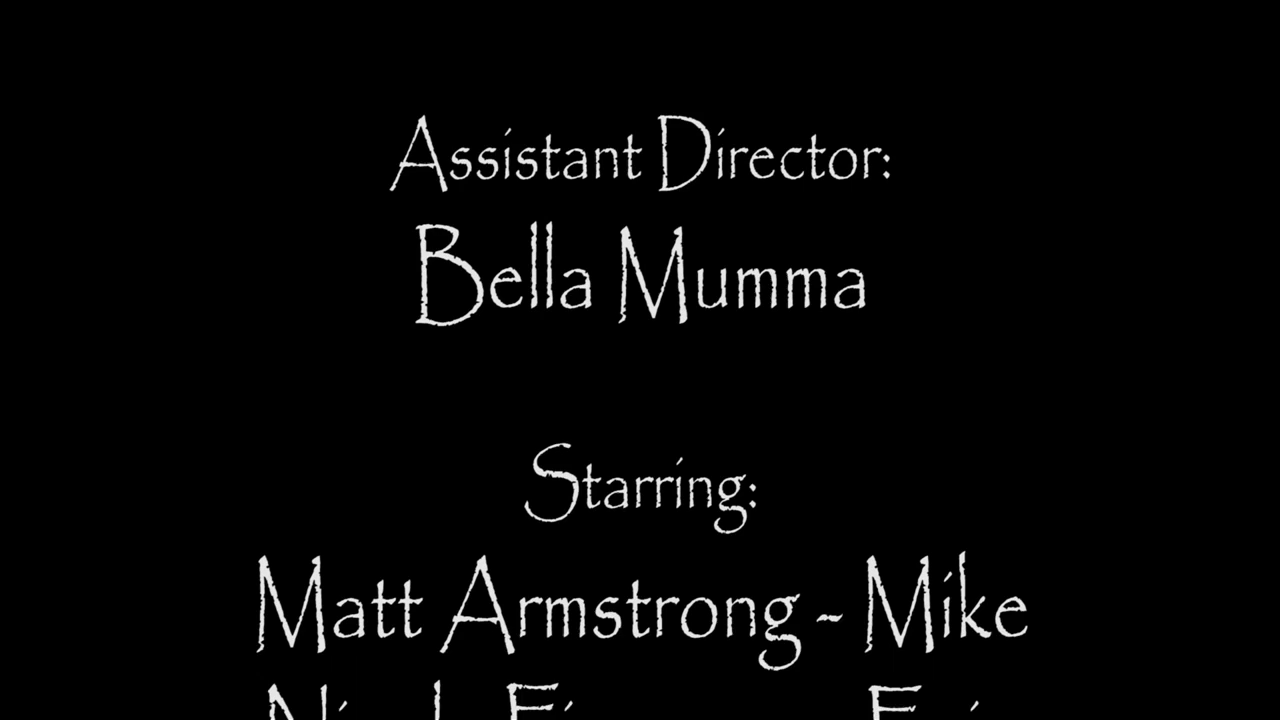 Assistant Director:
Bella Mumma
Starring:
Matt Armstrong - Mike